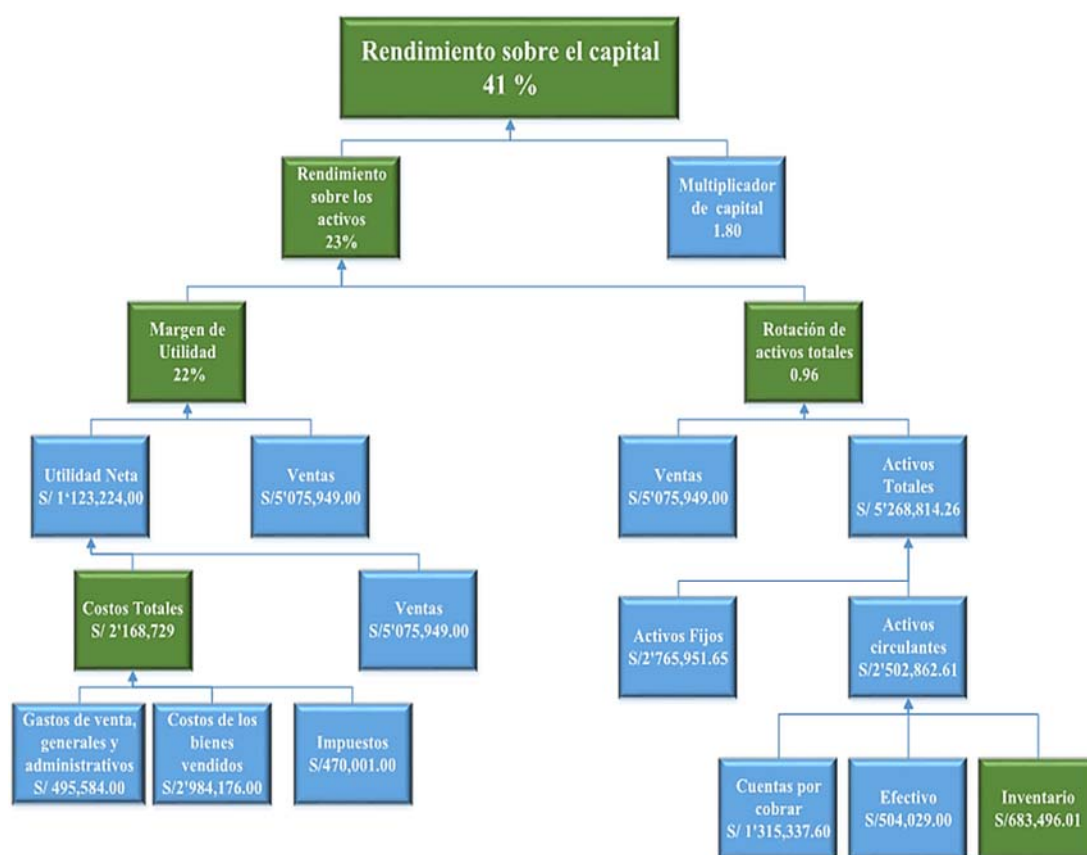 Rendimiento sobre el capital
41 %
Rendimiento
sobre los
activos
23%
Multiplicador
de capital
1.80
Margen de
Utilidad
22%
Rotación de
activos totales
0.96
Utilidad Neta
S/ 1'123,224,00
Ventas
S/5'075,949.00
Ventas
S/5'075,949.00
Activos
Totales
S/ 5'268,814.26
Costos Totales
S/ 2'168,729
Ventas
S/5'075,949.00
Activos Fijos
S/2'765,951.65
Activos
circulantes
S/2'502,862.61
Gastos de venta,
generales y
administrativos
S/ 495,584.00
Costos de los
bienes
vendidos
S/2'984,176.00
Impuestos
S/470,001.00
Cuentas por
cobrar
S/ 1'315,337.60
Efectivo
S/504,029.00
Inventario
S/683,496.01